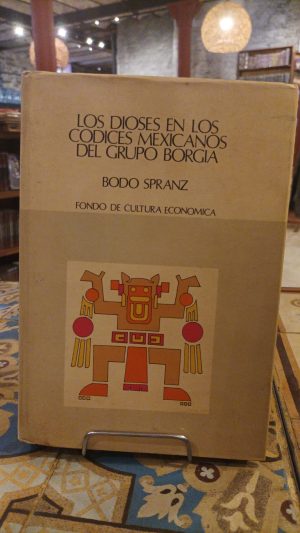 LOS DIOSES EN LOS
CODICES MEXICANOS
DEL GRUPO BORGIA
BODO SPRANZ
FONDO DE CULTURA ECONOMICA